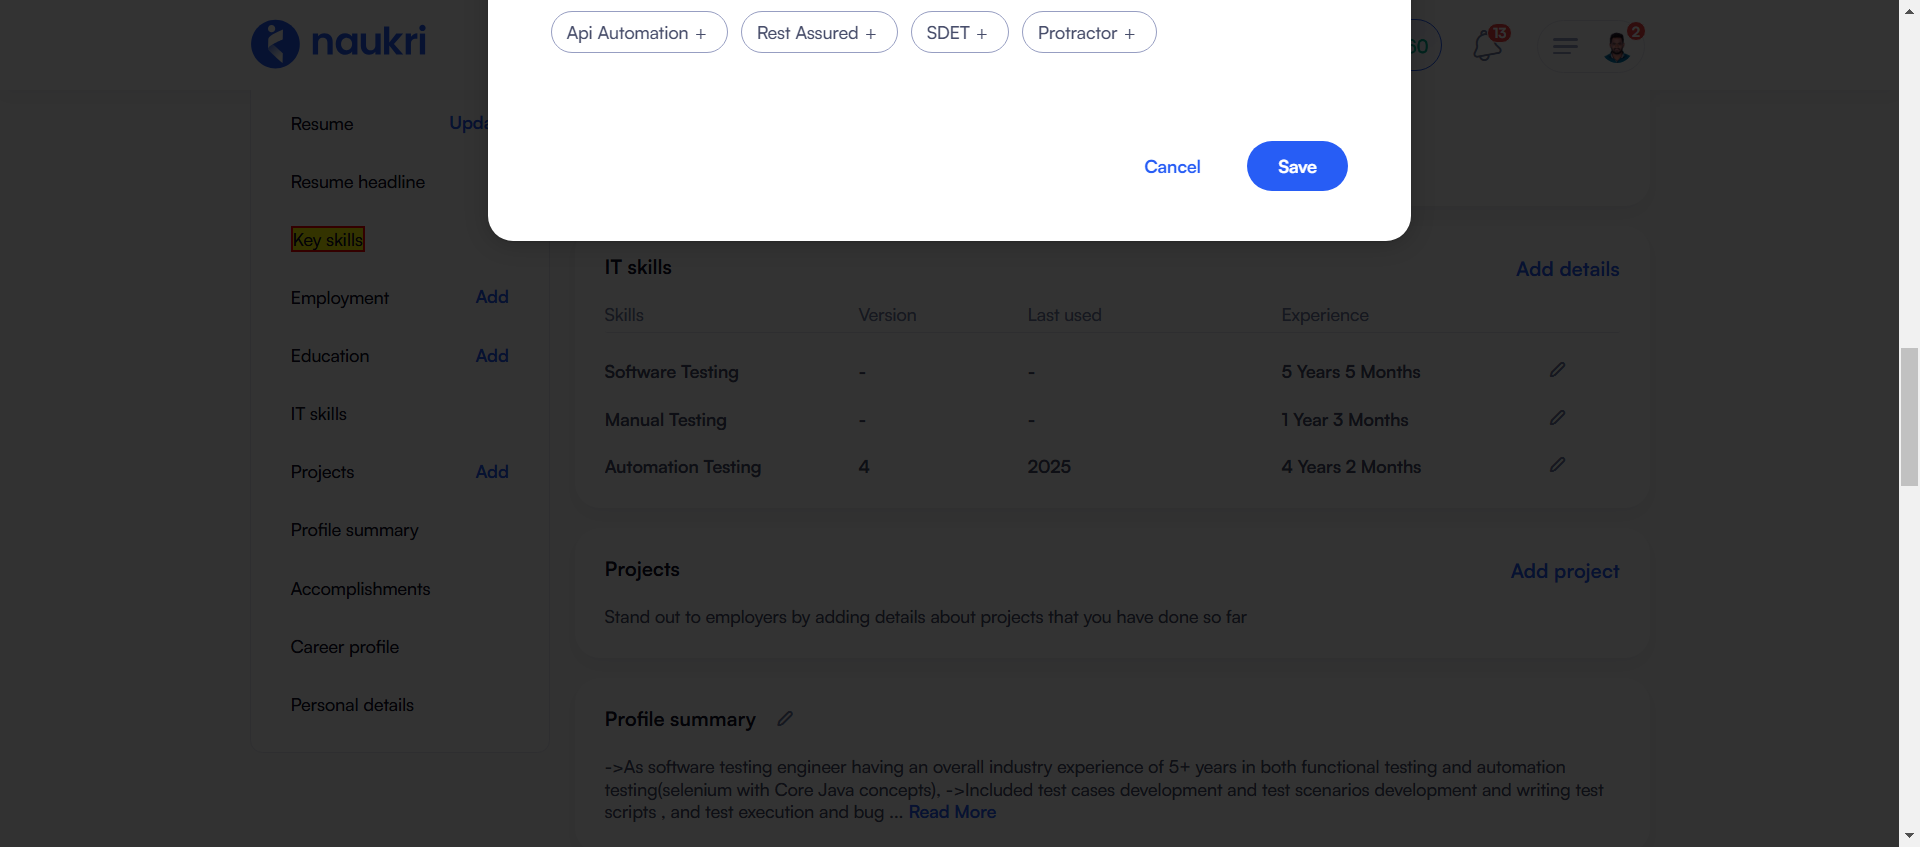 naukri
Api Automation +
Rest Assured +
SDET +
Protractor +
13
2
Cancel
Save
Resume
Resume headline
Key skills
Employment Add
Education Add
IT skills
Projects Add
Profile summary
Accomplishments
Career profile
Personal details
IT skills
Add details
Skills Version Last used Experience
Software Testing - - 5 Years 5 Months
Manual Testing - - 1 Year 3 Months
Automation Testing 4 2025 4 Years 2 Months
Projects
Add project
Stand out to employers by adding details about projects that you have done so far
Profile summary
->As software testing engineer having an overall industry experience of 5+ years in both functional testing and automation
testing(selenium with Core Java concepts), ->Included test cases development and test scenarios development and writing test
scripts , and test execution and bug ... Read More